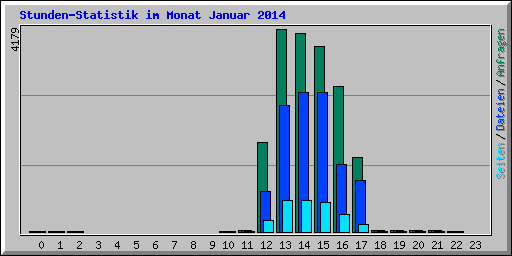 Stunden-Statistik im Monat Januar 2014
4179
Seiten/Dateien/Anfragen
0 1 2 3 4 5 6 7 8 9 10 11 12 13 14 15 16 17 18 19 20 21 22 23